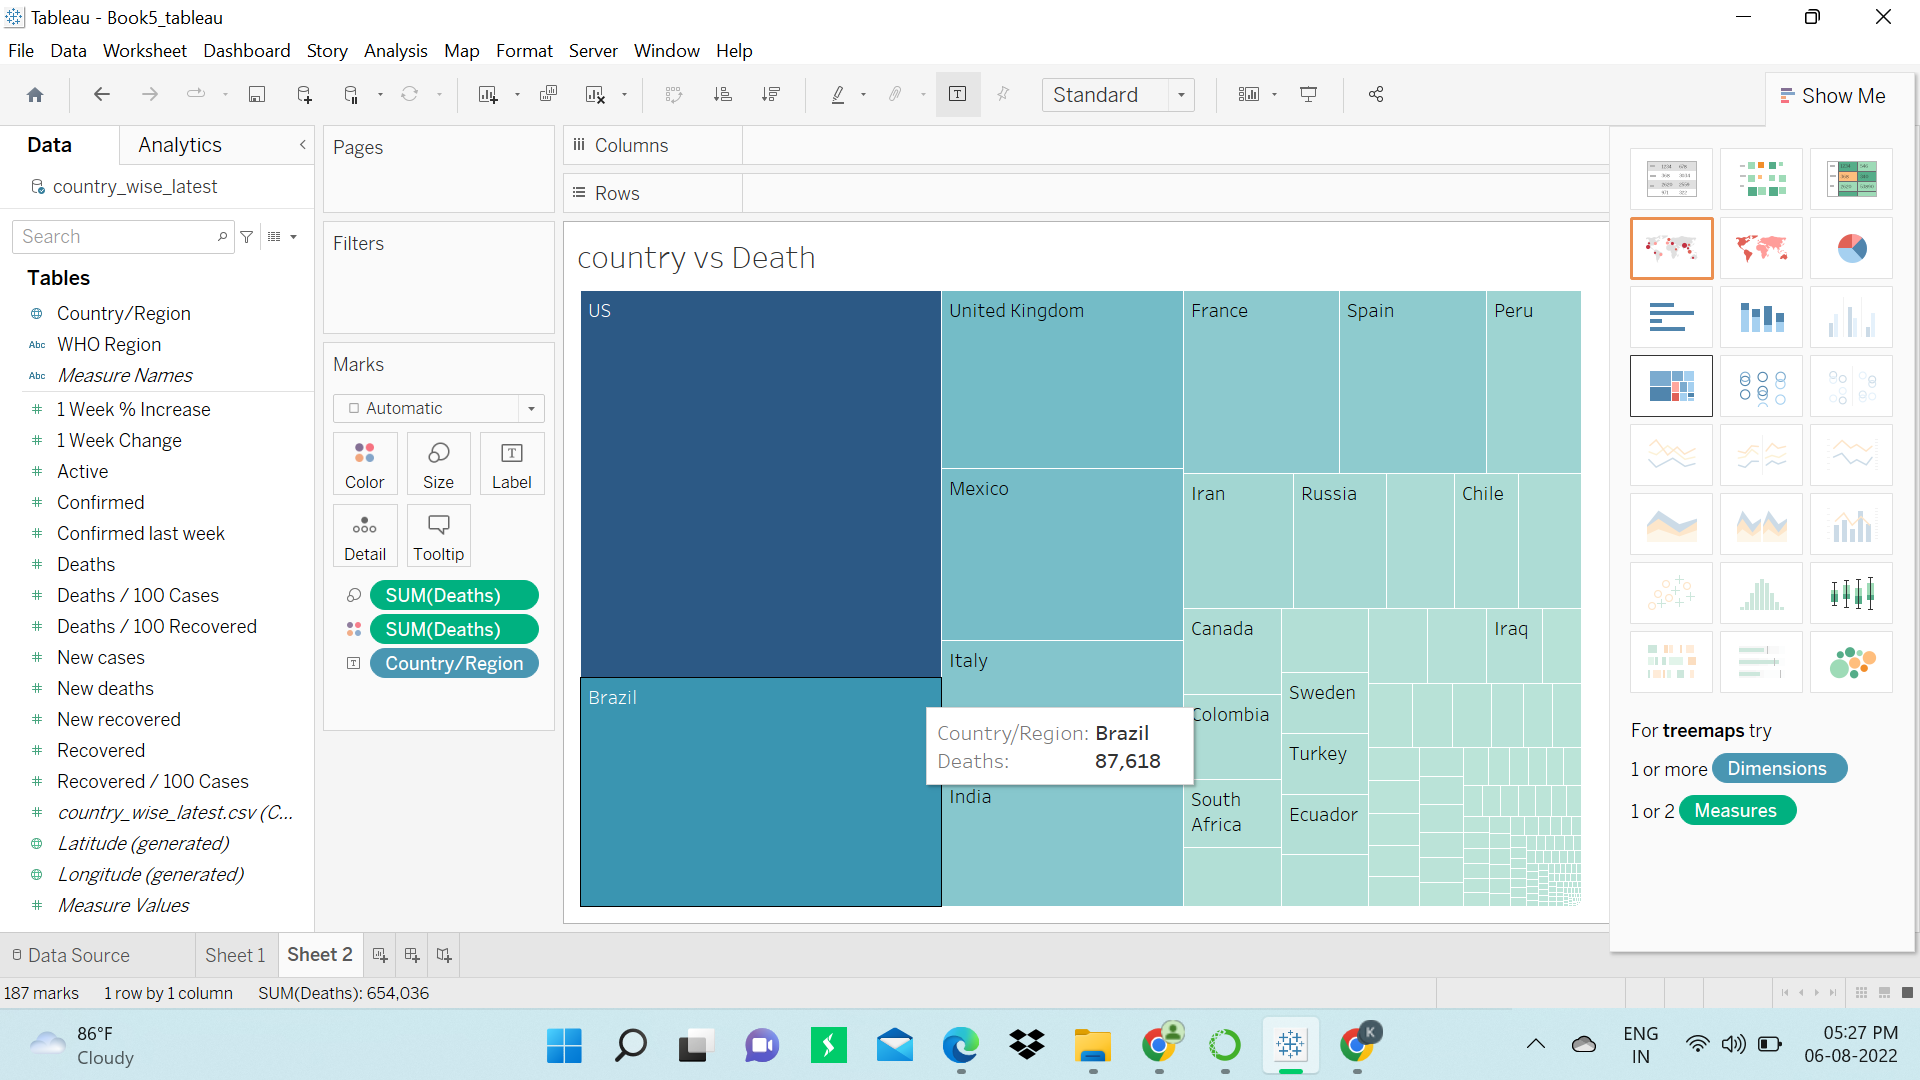 Tableau - Book5_tableau
File Data Worksheet Dashboard Story Analysis Map Format Server Window Help
Standard
Show Me
Data Analytics
country_wise_latest
Search
Tables
Country/Region
Abc WHO Region
Abc Measure Names
1 Week % Increase
1 Week Change
Active
Confirmed
Confirmed last week
Deaths
Deaths / 100 Cases
Deaths / 100 Recovered
New cases
New deaths
New recovered
Recovered
Recovered / 100 Cases
country_wise_latest.csv (C...
Latitude (generated)
Longitude (generated)
Measure Values
Pages
Filters
Marks
Automatic
Color Size Label
Detail Tooltip
SUM(Deaths)
SUM(Deaths)
Country/Region
Columns
Rows
country vs Death
US
Brazil
United Kingdom
Mexico
Italy
India
France
Spain
Peru
Iran
Russia
Chile
Canada
Colombia
South
Africa
Sweden
Turkey
Ecuador
Iraq
Country/Region: Brazil
Deaths: 87,618
For treemaps try
1 or more Dimensions
1 or 2 Measures
Data Source Sheet 1 Sheet 2
187 marks 1 row by 1 column SUM(Deaths): 654,036
86°F
Cloudy
K
ENG
IN
05:27 PM
06-08-2022